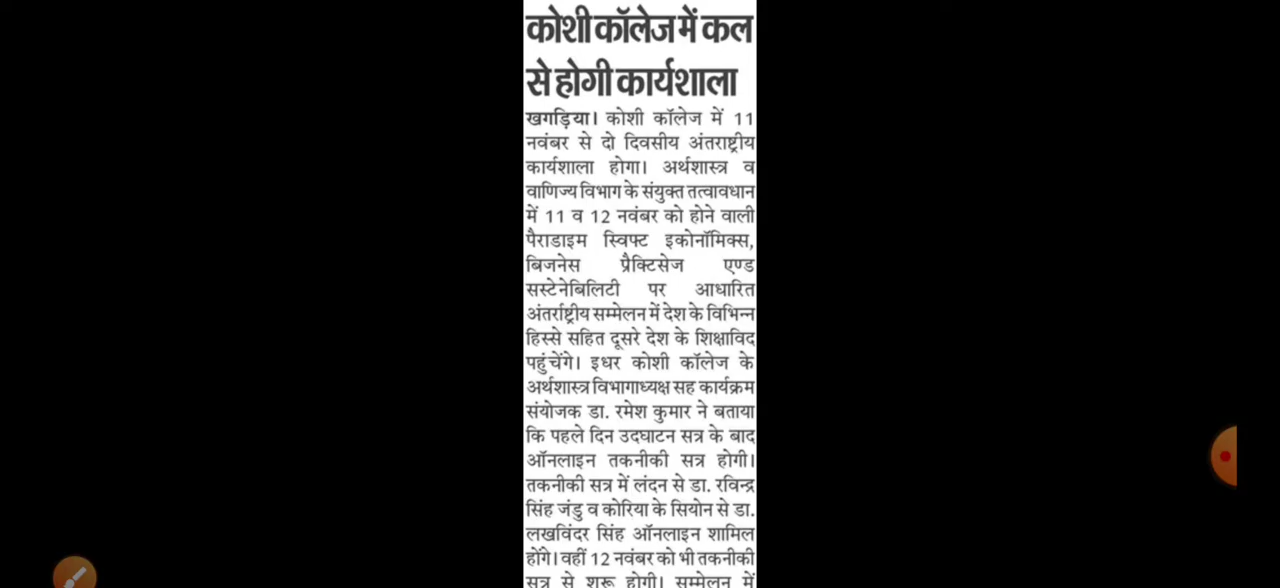 कोशी कॉलेज में कल
से होगी कार्यशाला
खगड़िया। कोशी कॉलेज में 11
नवंबर से दो दिवसीय अंतराष्ट्रीय
कार्यशाला होगा। अर्थशास्त्र व
वाणिज्य विभाग के संयुक्त तत्वावधान
में 11 व 12 नवंबर को होने वाली
पैराडाइम स्विफ्ट इकोनॉमिक्स,
बिजनेस प्रैक्टिसेज एण्ड
सस्टेनेबिलिटी पर आधारित
अंतर्राष्ट्रीय सम्मेलन में देश के विभिन्न
हिस्से सहित दूसरे देश के शिक्षाविद
पहुंचेंगे। इधर कोशी कॉलेज के
अर्थशास्त्र विभागाध्यक्ष सह कार्यक्रम
संयोजक डा. रमेश कुमार ने बताया
कि पहले दिन उदघाटन सत्र के बाद
ऑनलाइन तकनीकी सत्र होगी।
तकनीकी सत्र में लंदन से डा. रविन्द्र
सिंह जंडु व कोरिया के सियोन से डा.
लखविंदर सिंह ऑनलाइन शामिल
होंगे। वहीं 12 नवंबर को भी तकनीकी
सत्र से शुरू होगी। सम्मेलन में